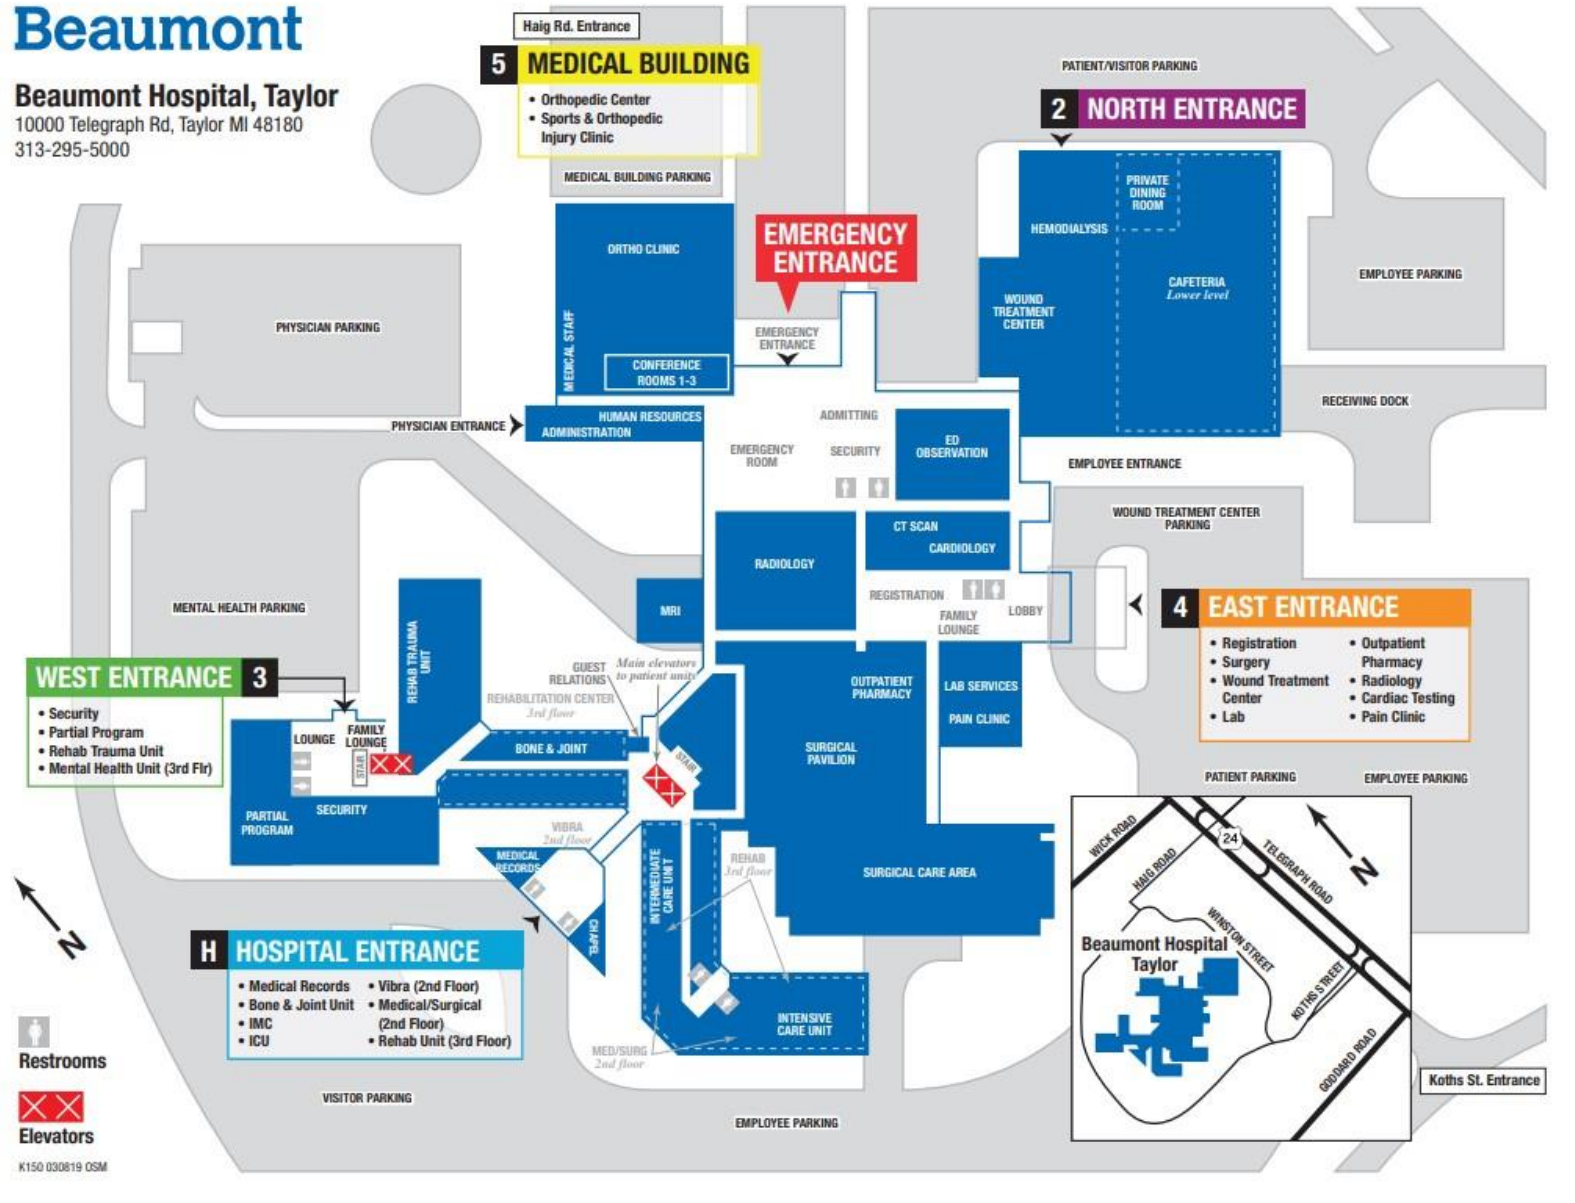 Beaumont
Beaumont Hospital, Taylor
10000 Telegraph Rd, Taylor MI 48180
313-295-5000
Haig Rd. Entrance
5 MEDICAL BUILDING
• Orthopedic Center
• Sports & Orthopedic
Injury Clinic
MEDICAL BUILDING PARKING
PATIENT/VISITOR PARKING
2 NORTH ENTRANCE
PRIVATE
DINING
ROOM
HEMODIALYSIS
CAFETERIA
Lower level
WOUND
TREATMENT
CENTER
EMPLOYEE PARKING
RECEIVING DOCK
EMPLOYEE ENTRANCE
EMERGENCY
ENTRANCE
EMERGENCY
ENTRANCE
ORTHO CLINIC
MEDICAL STAFF
CONFERENCE
ROOMS 1-3
HUMAN RESOURCES
ADMINISTRATION
PHYSICIAN PARKING
PHYSICIAN ENTRANCE
ADMITTING
EMERGENCY
ROOM
SECURITY
ED
OBSERVATION
CT SCAN
CARDIOLOGY
RADIOLOGY
MRI
REGISTRATION
FAMILY
LOUNGE
LOBBY
WOUND TREATMENT CENTER
PARKING
4 EAST ENTRANCE
• Registration
• Surgery
• Wound Treatment
Center
• Lab
• Outpatient
Pharmacy
• Radiology
• Cardiac Testing
• Pain Clinic
PATIENT PARKING
EMPLOYEE PARKING
MENTAL HEALTH PARKING
WEST ENTRANCE 3
• Security
• Partial Program
• Rehab Trauma Unit
• Mental Health Unit (3rd Flr)
REHAB TRAUMA
UNIT
LOUNGE
FAMILY
LOUNGE
STAIR
SECURITY
PARTIAL
PROGRAM
GUEST
RELATIONS
Main elevators
to patient units
REHABILITATION CENTER
3rd floor
BONE & JOINT
STAIR
OUTPATIENT
PHARMACY
LAB SERVICES
PAIN CLINIC
SURGICAL
PAVILION
SURGICAL CARE AREA
VIBRA
2nd floor
MEDICAL
RECORDS
CHAPEL
INTERMEDIATE
CARE UNIT
REHAB
3rd floor
INTENSIVE
CARE UNIT
MED/SURG
2nd floor
H HOSPITAL ENTRANCE
• Medical Records
• Bone & Joint Unit
• IMC
• ICU
• Vibra (2nd Floor)
• Medical/Surgical
(2nd Floor)
• Rehab Unit (3rd Floor)
N
Restrooms
Elevators
K150 030819 OSM
VISITOR PARKING
EMPLOYEE PARKING
WICK ROAD
HAIG ROAD
24
TELEGRAPH ROAD
N
WINSTON STREET
Beaumont Hospital
Taylor
KOTHS STREET
GODDARD ROAD
Koths St. Entrance